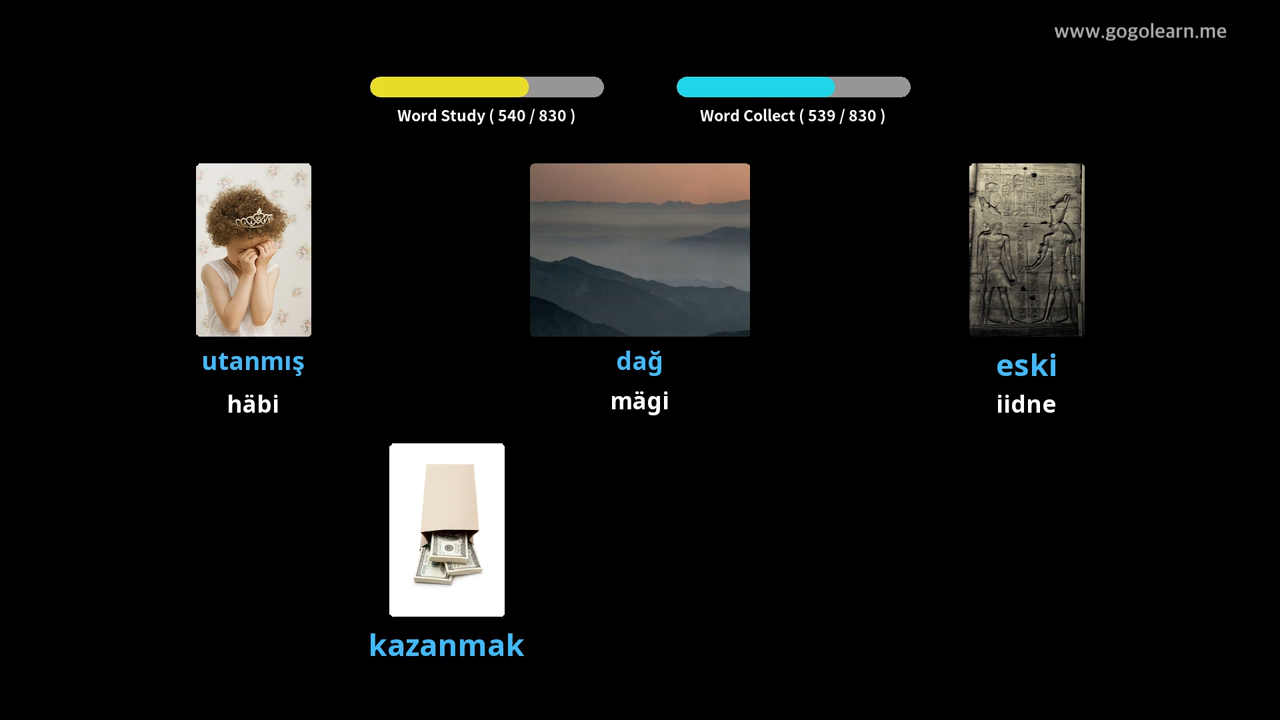 www.gogolearn.me
Word Study ( 540 / 830 )
Word Collect ( 539 / 830 )
utanmış
häbi
dağ
mägi
eski
iidne
kazanmak